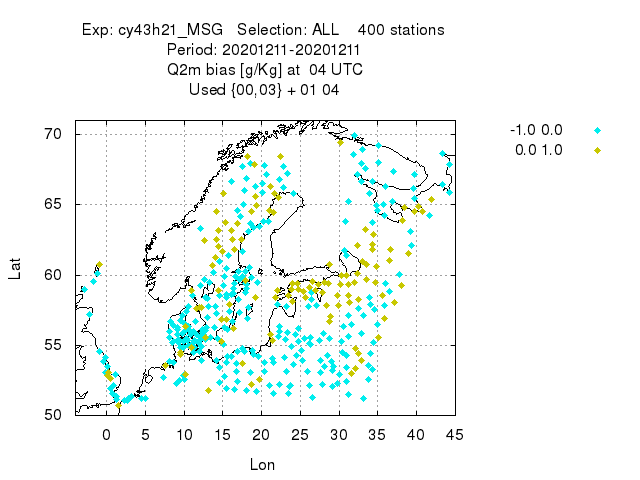 Exp: cy43h21_MSG Selection: ALL 400 stations
Period: 20201211-20201211
Q2m bias [g/Kg] at 04 UTC
Used {00,03} + 01 04
-1.0 0.0
0.0 1.0
70
65
60
55
50
Lat
0 5 10 15 20 25 30 35 40 45
Lon